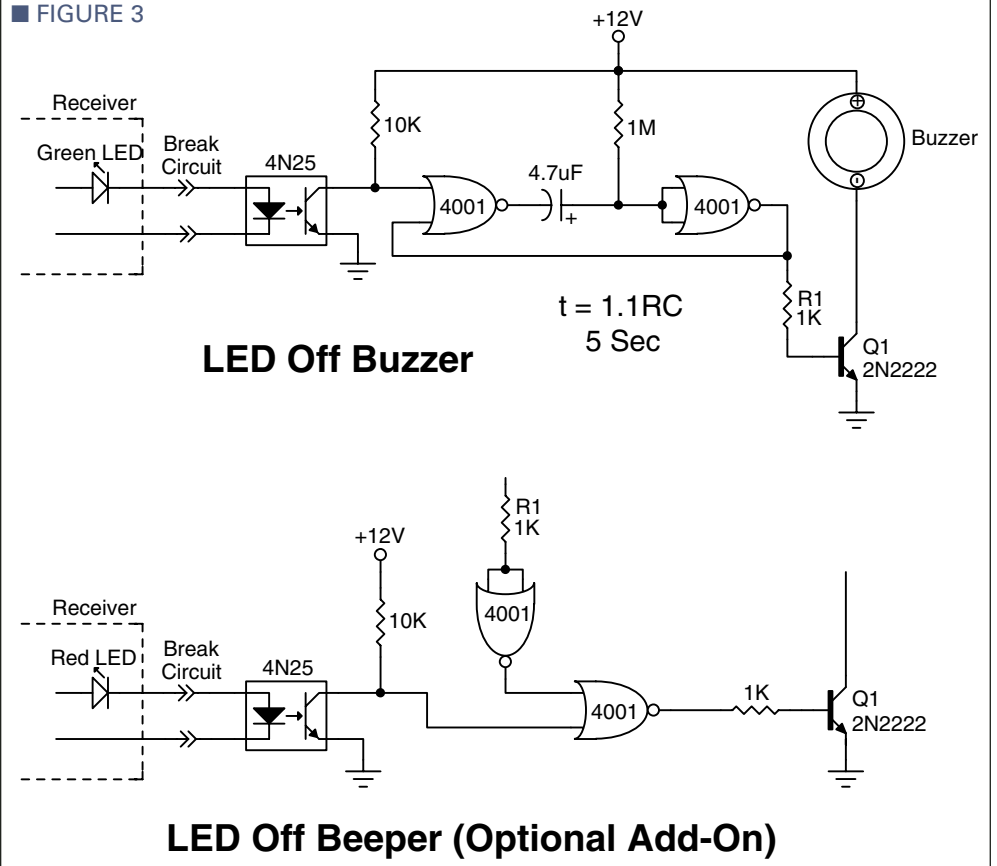 ■ FIGURE 3
+12V
Receiver
Green LED
Break
Circuit
4N25
10K
4001
4.7uF
+
1M
4001
Buzzer
t = 1.1RC
5 Sec
R1
1K
Q1
2N2222
LED Off Buzzer
R1
1K
+12V
10K
4001
Receiver
Red LED
Break
Circuit
4N25
4001
1K
Q1
2N2222
LED Off Beeper (Optional Add-On)